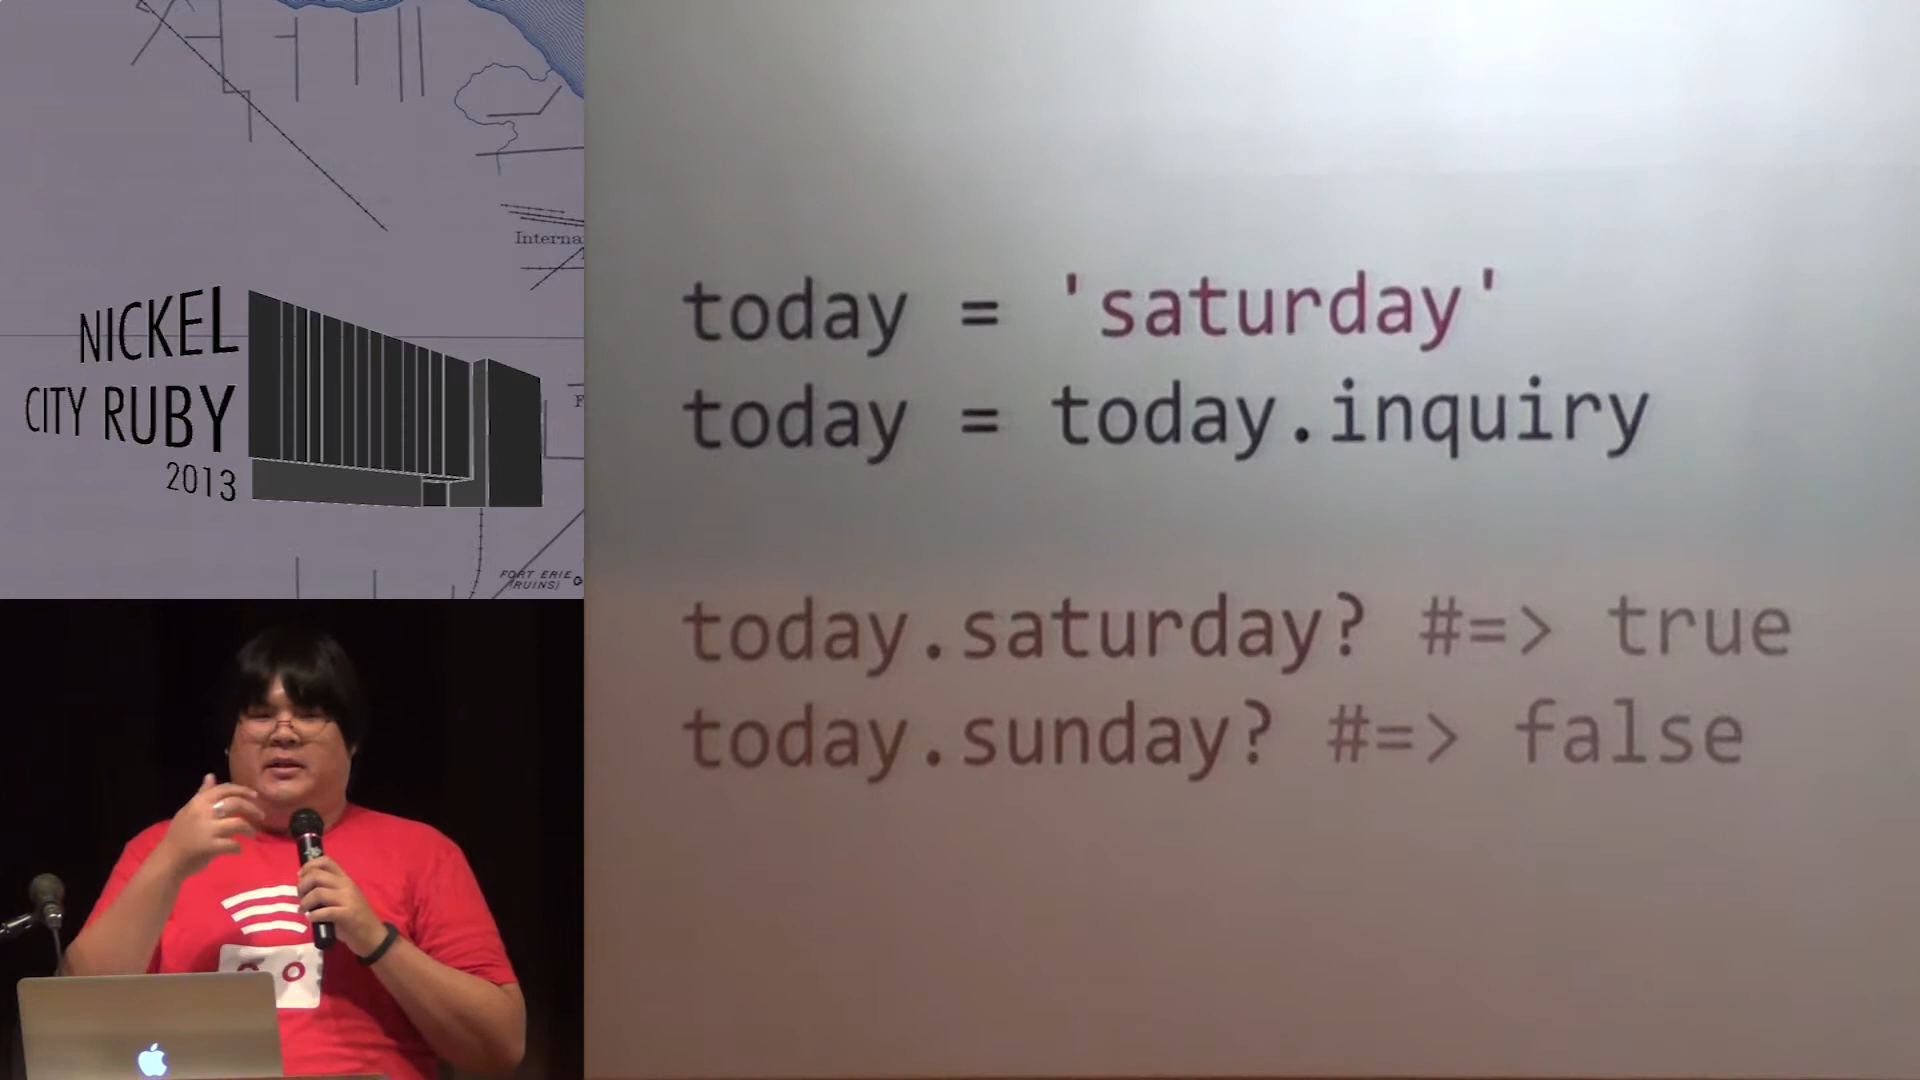 NICKEL
CITY RUBY
2013
Interna
F
FORT ERIE
(RUINS)
today = 'saturday'
today = today.inquiry
today.saturday? #=> true
today.sunday? #=> false